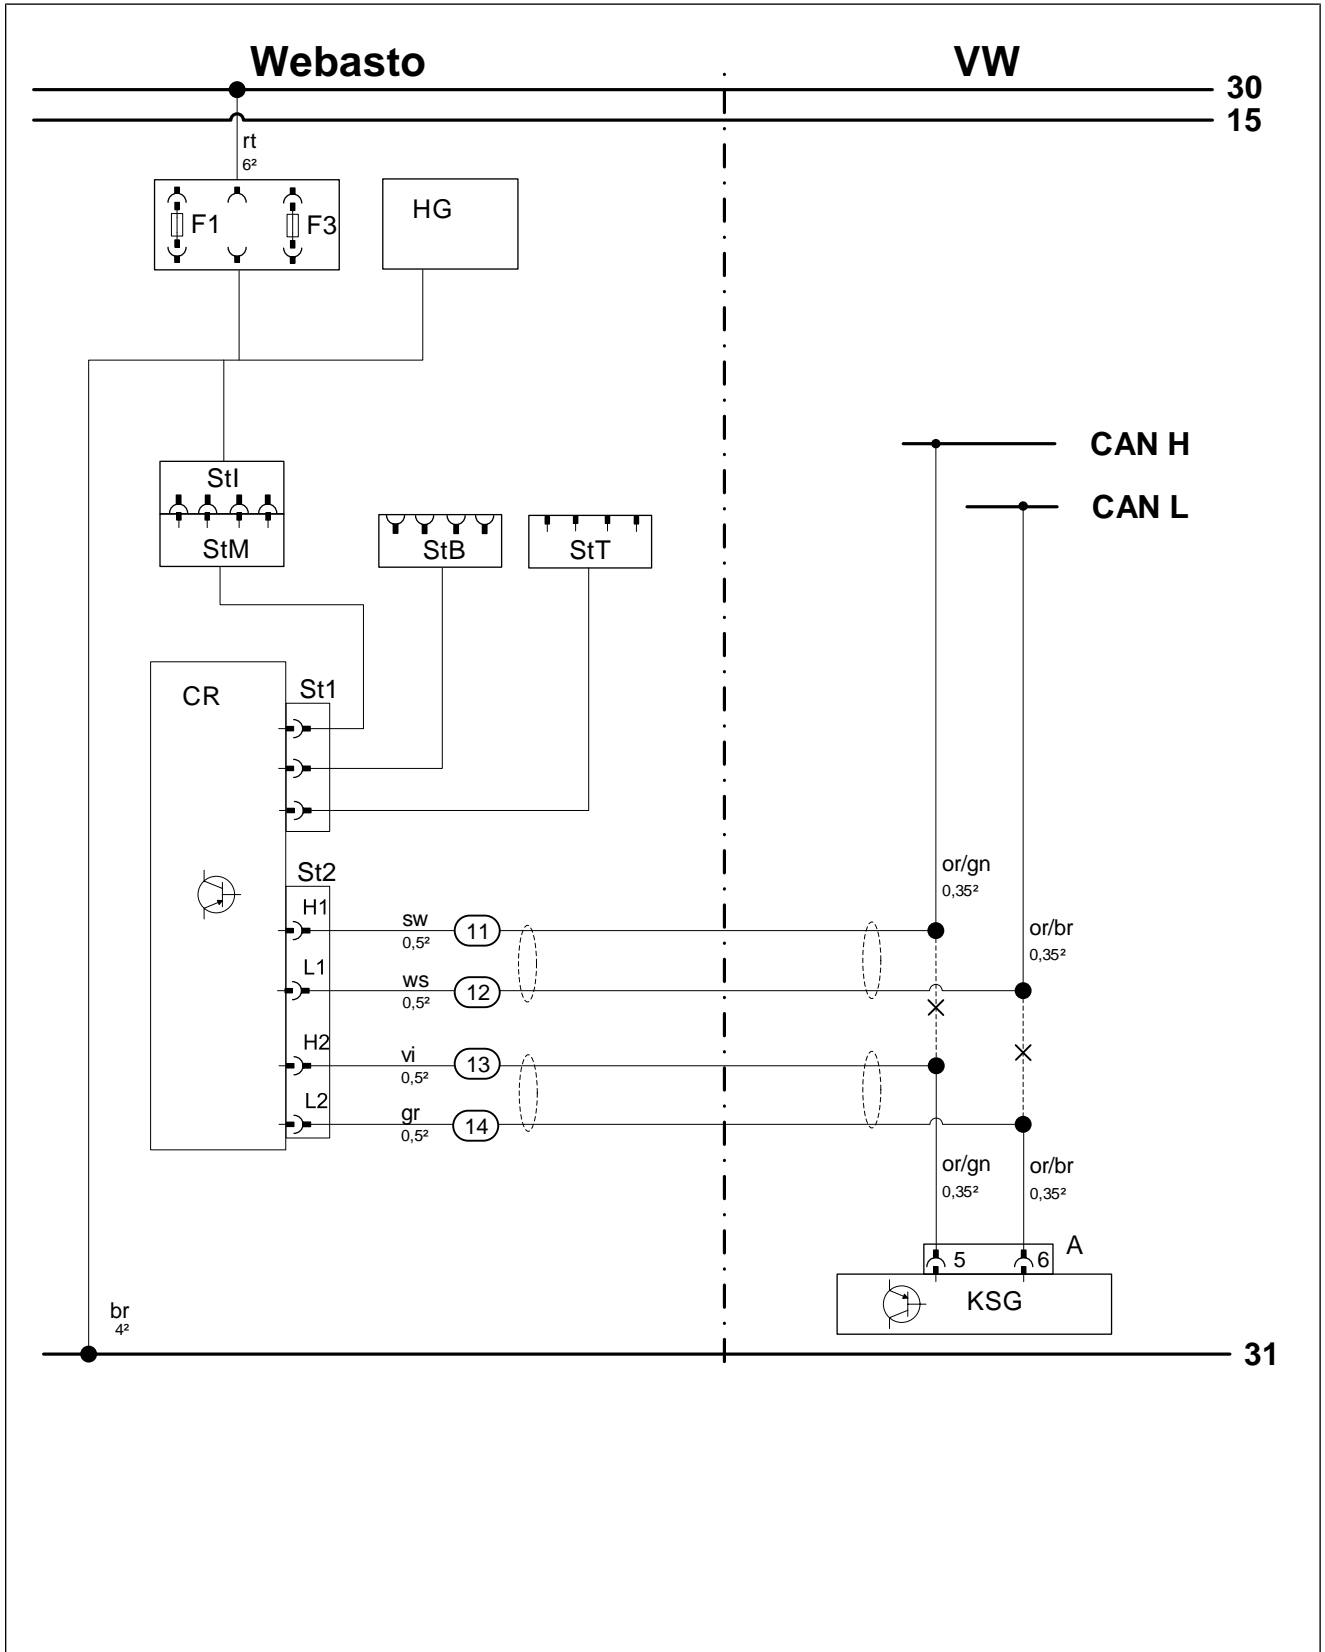 Webasto
VW
30
15
rt
6²
F1
F3
HG
CAN H
CAN L
StI
StM
StB
StT
CR
St1
St2
H1
sw
0,5²
11
L1
ws
0,5²
12
H2
vi
0,5²
13
L2
gr
0,5²
14
or/gn
0,35²
or/br
0,35²
or/gn
0,35²
or/br
0,35²
5
6
A
KSG
br
4²
31